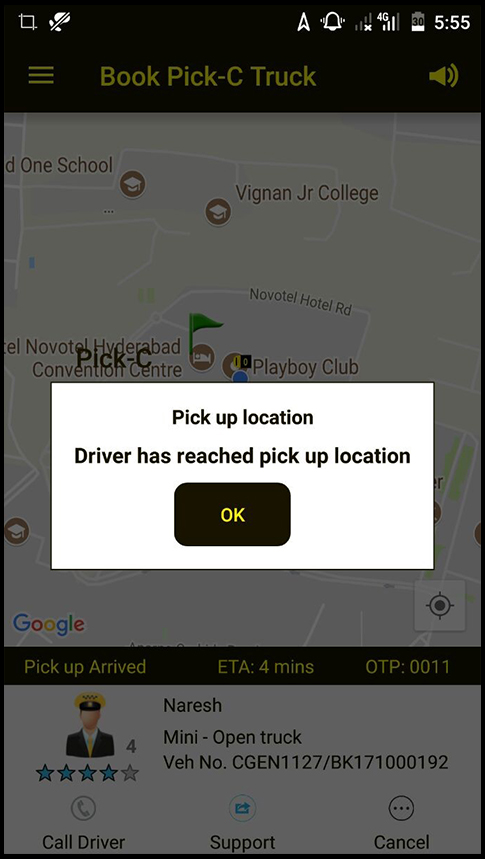 4G
30
5:55
Book Pick-C Truck
d One School
Vignan Jr College
Novotel Hotel Rd
tel Novotel Hyderabad
Convention Centre
Pick-C
0
Playboy Club
Pick up location
Driver has reached pick up location
OK
er
Google
Pick up Arrived
ETA: 4 mins
OTP: 0011
Naresh
4
Mini - Open truck
Veh No. CGEN1127/BK171000192
Call Driver
Support
Cancel